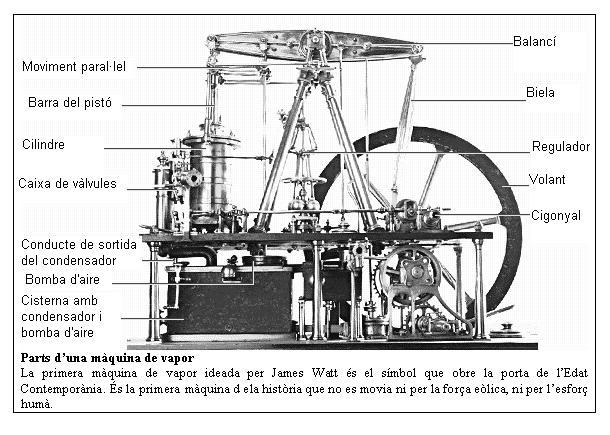 Balancí
Moviment paral·lel
Biela
Barra del pistó
Cilindre
Regulador
Caixa de vàlvules
Volant
Cigonyal
Conducte de sortida
del condensador
Bomba d'aire
Cisterna amb
condensador i
bomba d'aire
Parts d'una màquina de vapor
La primera màquina de vapor ideada per James Watt és el símbol que obre la porta de l'Edat
Contemporània. És la primera màquina d ela història que no es movia ni per la força eòlica, ni per l'esforç
humà.